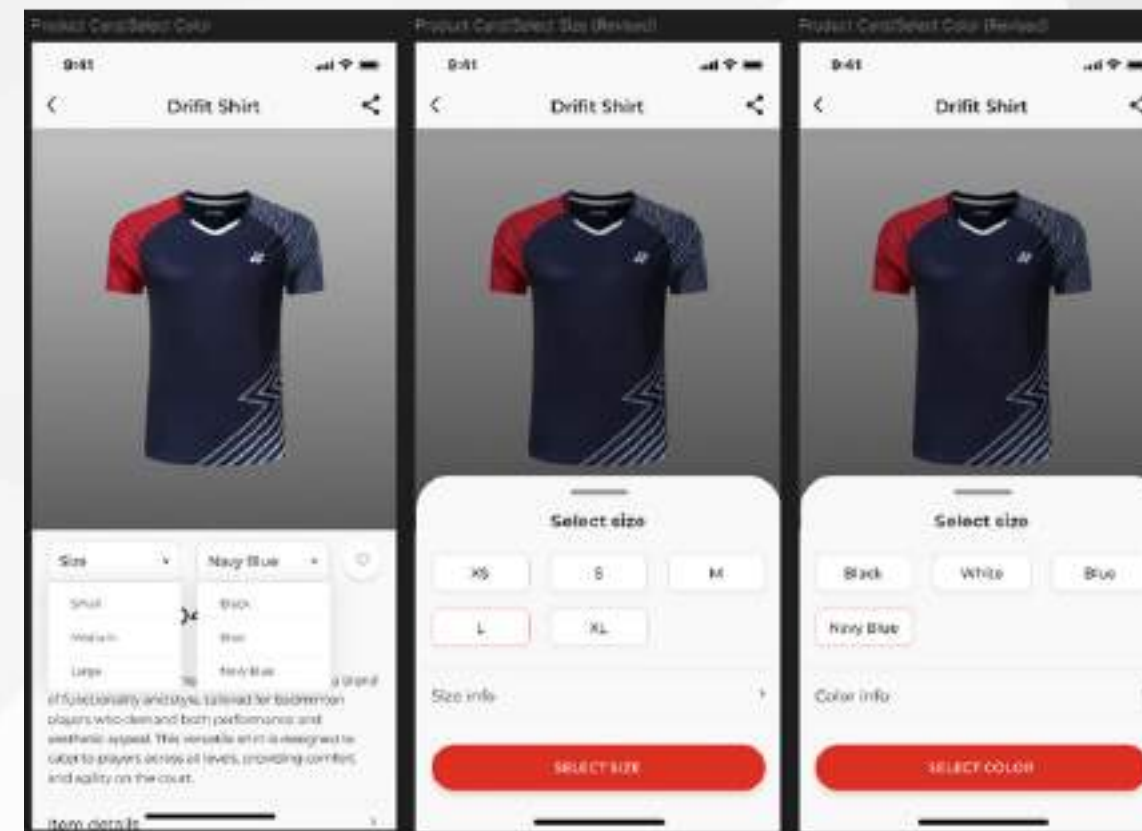 Product Card/Select Color
9:41
Drifit Shirt
Size
Navy Blue
Small
Medium
Large
Black
Blue
Navy Blue
a blend
of functionality and style, tailored for badminton
players who demand both performance and
aesthetic appeal. This versatile shirt is designed to
cater to players across all levels, providing comfort
and agility on the court.
Item details
Product Card/Select Size (Revised)
9:41
Drifit Shirt
Select size
XS
S
M
L
XL
Size info
SELECT SIZE
Product Card/Select Color (Revised)
9:41
Drifit Shirt
Select size
Black
White
Blue
Navy Blue
Color info
SELECT COLOR